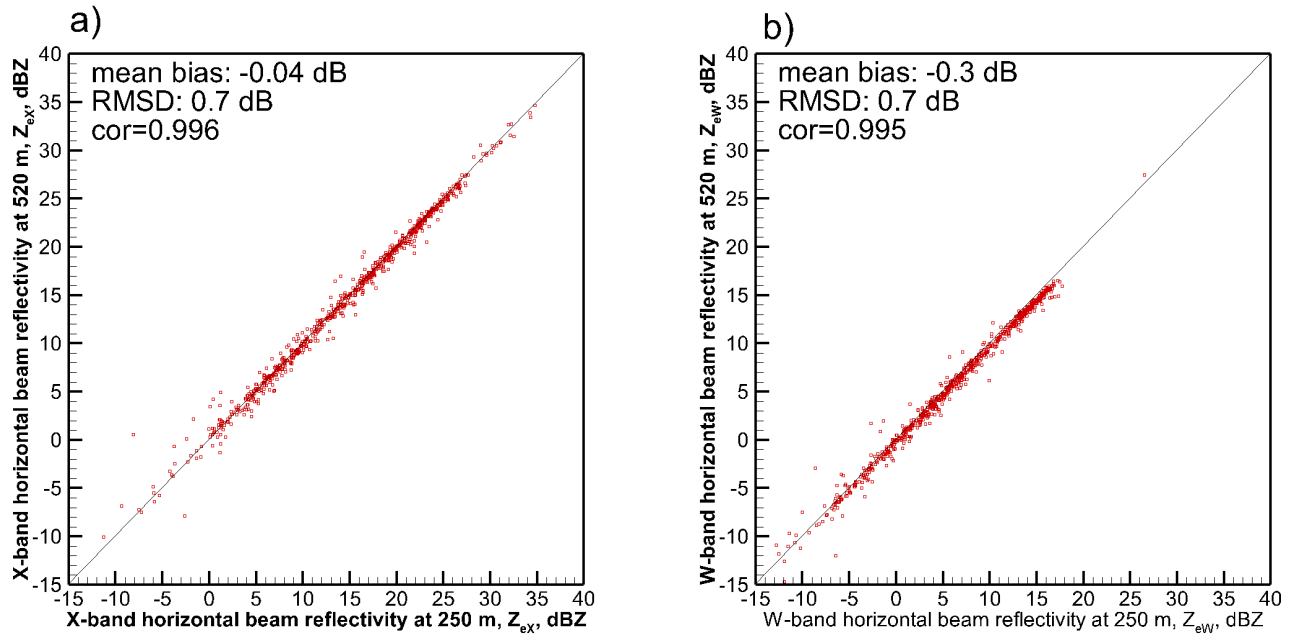 a)
mean bias: -0.04 dB
RMSD: 0.7 dB
cor=0.996
X-band horizontal beam reflectivity at 520 m, ZeX, dBZ
40
35
30
25
20
15
10
5
0
-5
-10
-15
-15 -10 -5 0 5 10 15 20 25 30 35 40
X-band horizontal beam reflectivity at 250 m, ZeX, dBZ
b)
mean bias: -0.3 dB
RMSD: 0.7 dB
cor=0.995
W-band horizontal beam reflectivity at 520 m, ZeW, dBZ
40
35
30
25
20
15
10
5
0
-5
-10
-15
-15 -10 -5 0 5 10 15 20 25 30 35 40
W-band horizontal beam reflectivity at 250 m, ZeW, dBZ